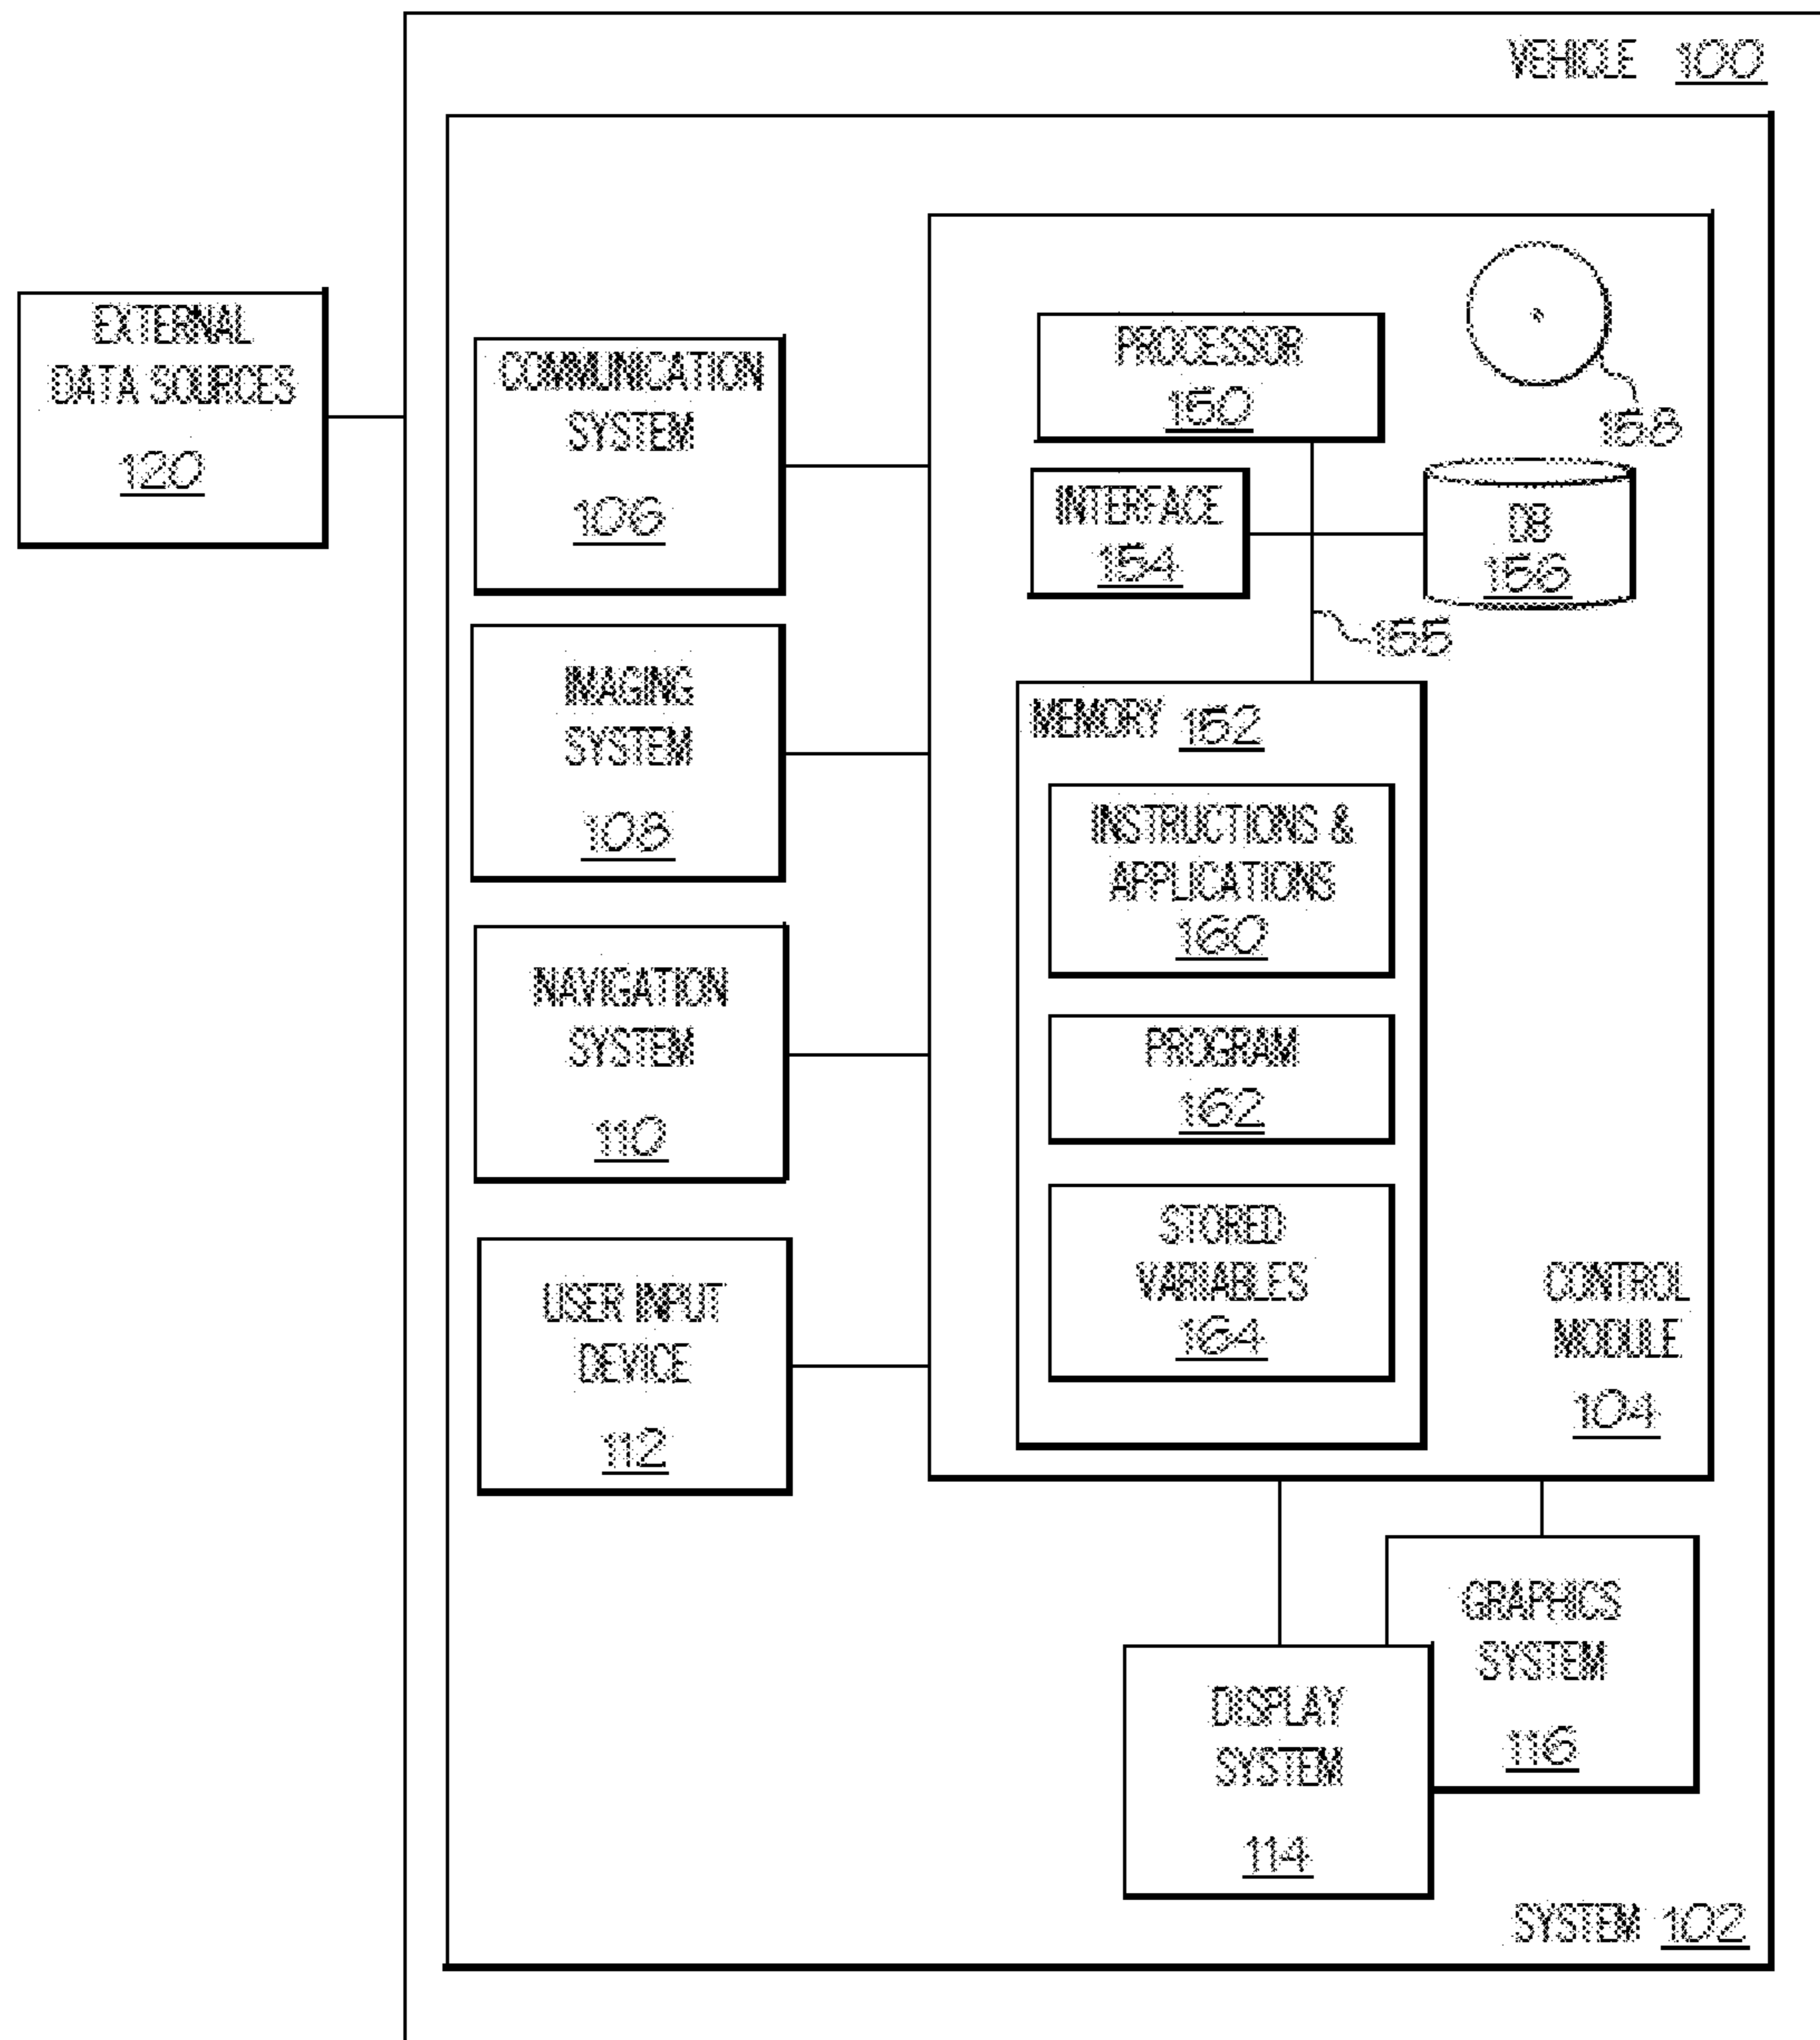 VEHICLE 100
EXTERNAL
DATA SOURCES
120
COMMUNICATION
SYSTEM
106
IMAGING
SYSTEM
108
NAVIGATION
SYSTEM
110
USER INPUT
DEVICE
112
PROCESSOR
150
158
INTERFACE
154
DB
156
155
MEMORY 152
INSTRUCTIONS &
APPLICATIONS
160
PROGRAM
162
STORED
VARIABLES
164
CONTROL
MODULE
104
GRAPHICS
SYSTEM
116
DISPLAY
SYSTEM
114
SYSTEM 102